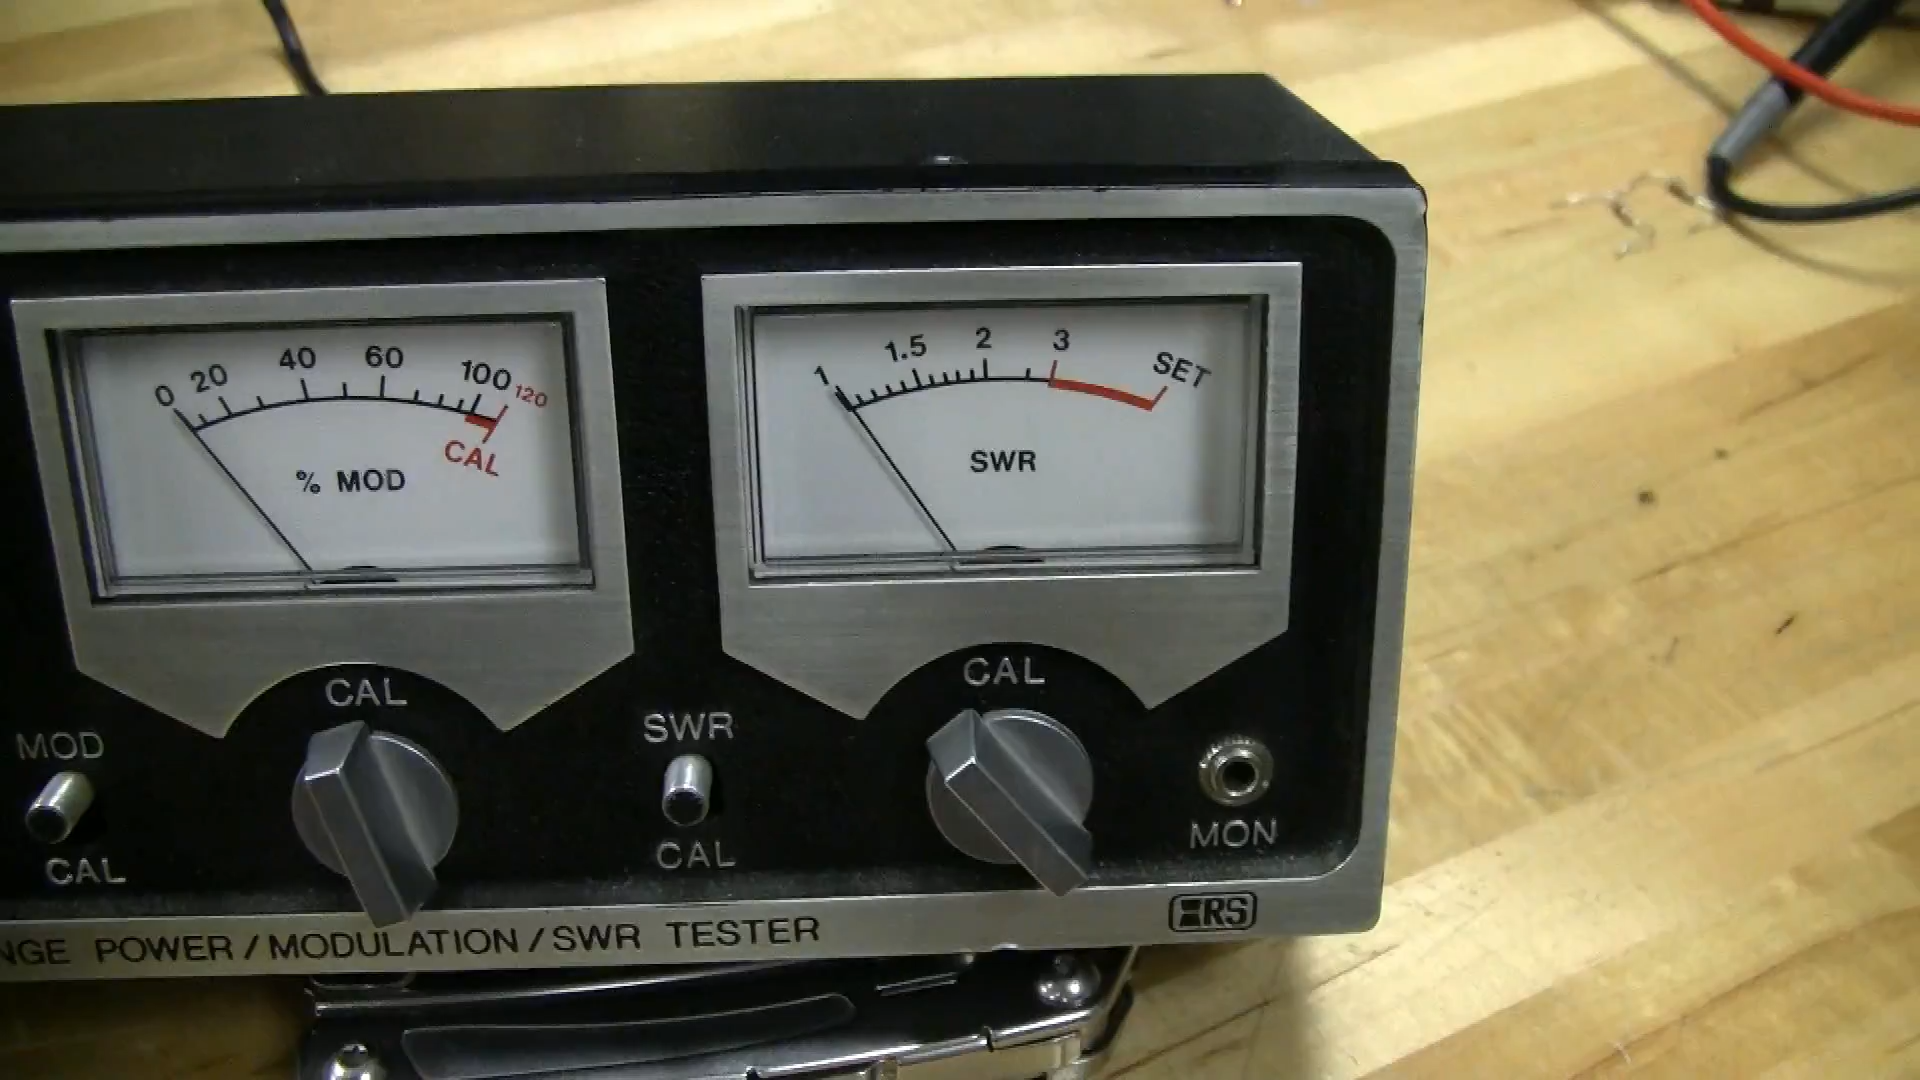 0 20 40 60 100 120
CAL
% MOD
1 1.5 2 3 SET
SWR
CAL
CAL
MOD
CAL
SWR
CAL
MON
NGE POWER/MODULATION/SWR TESTER
ERS